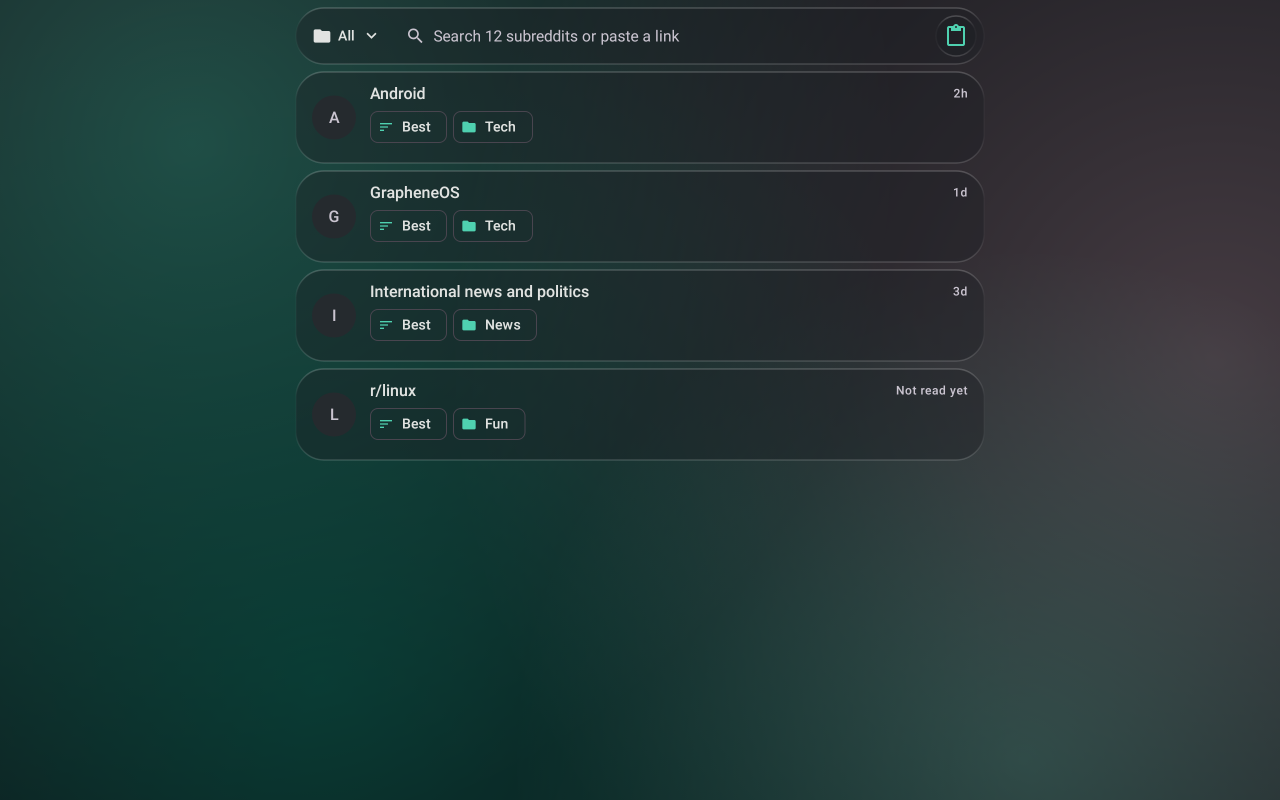 All Search 12 subreddits or paste a link
A Android 2h
Best Tech
G GrapheneOS 1d
Best Tech
I International news and politics 3d
Best News
L r/linux Not read yet
Best Fun